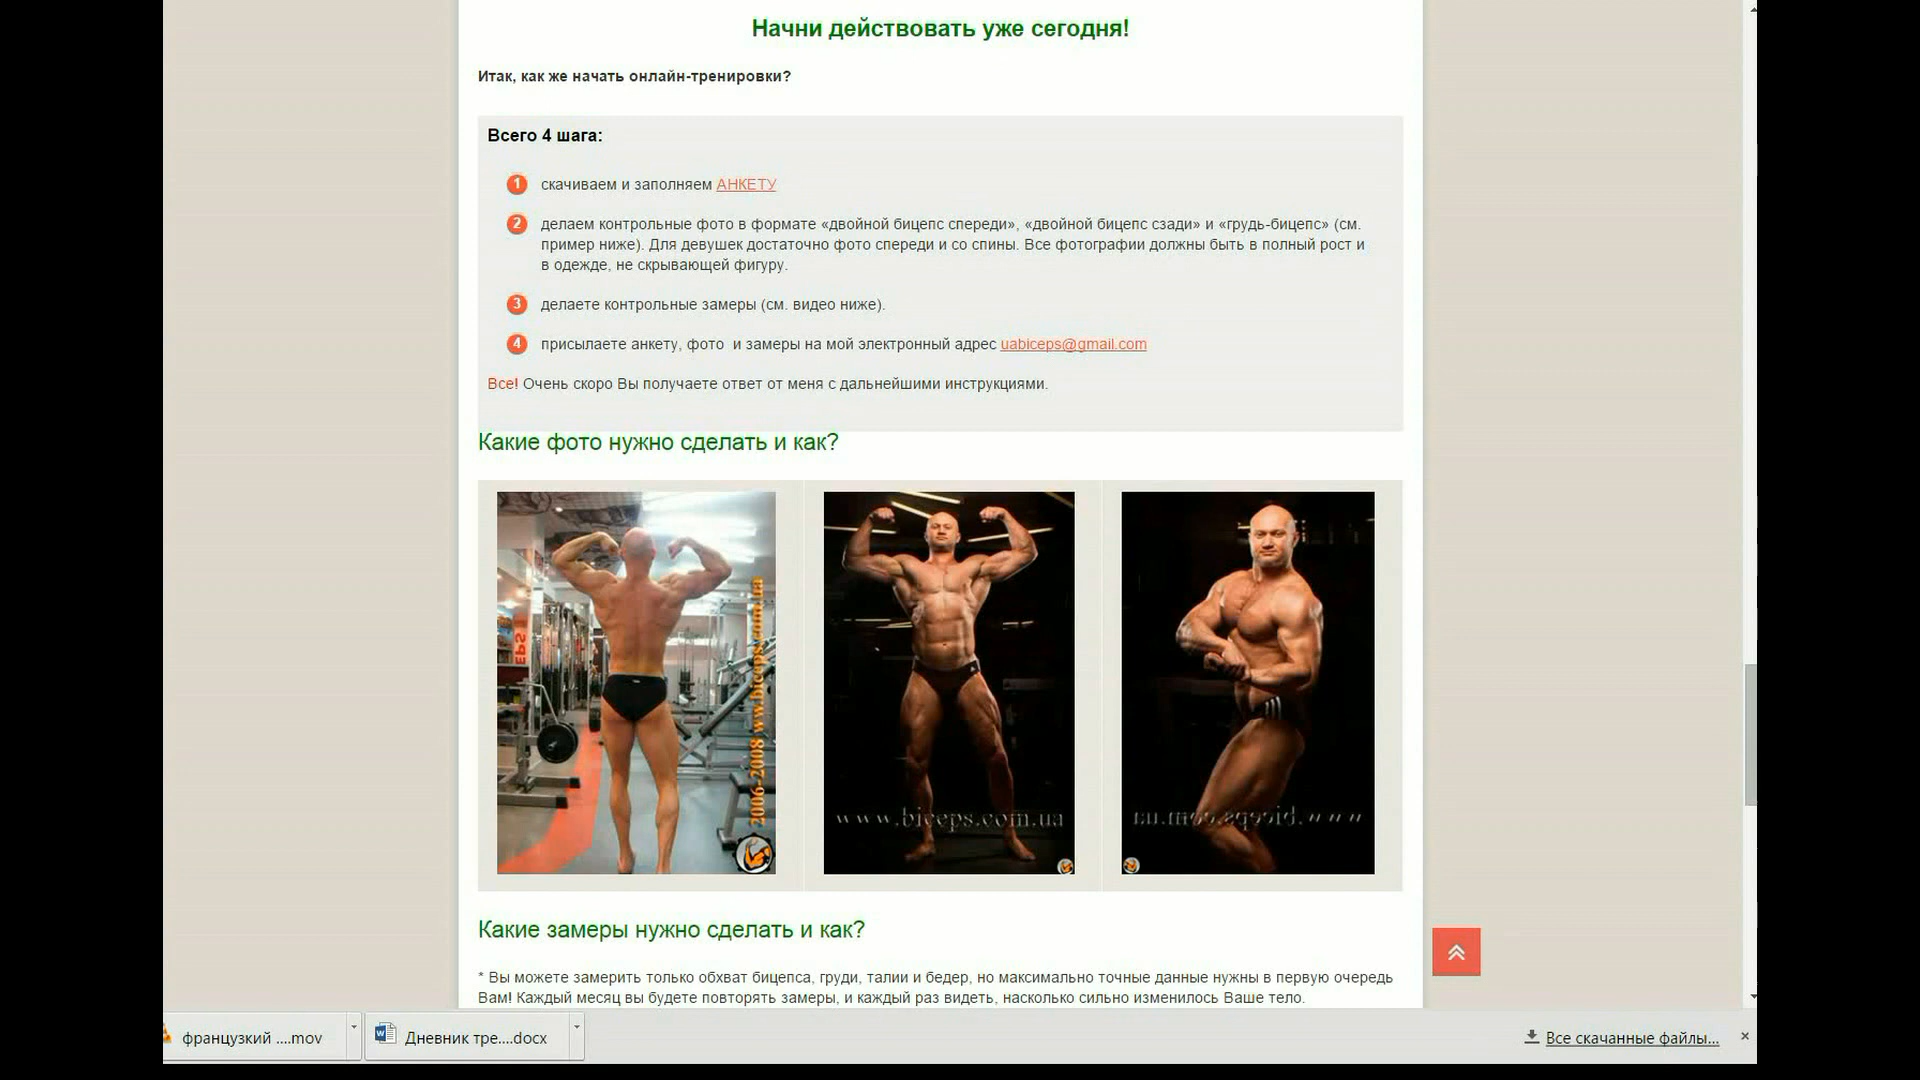 Начни действовать уже сегодня!
Итак, как же начать онлайн-тренировки?
Всего 4 шага:
1 скачиваем и заполняем АНКЕТУ
2 делаем контрольные фото в формате «двойной бицепс спереди», «двойной бицепс сзади» и «грудь-бицепс» (см.
пример ниже). Для девушек достаточно фото спереди и со спины. Все фотографии должны быть в полный рост и
в одежде, не скрывающей фигуру.
3 делаете контрольные замеры (см. видео ниже).
4 присылаете анкету, фото и замеры на мой электронный адрес uabiceps@gmail.com
Все! Очень скоро Вы получаете ответ от меня с дальнейшими инструкциями.
Какие фото нужно сделать и как?
EPS
2006-2008 www.biceps.com.ua
www.biceps.com.ua
www.biceps.com.ua
Какие замеры нужно сделать и как?
* Вы можете замерить только обхват бицепса, груди, талии и бедер, но максимально точные данные нужны в первую очередь
Вам! Каждый месяц вы будете повторять замеры, и каждый раз видеть, насколько сильно изменилось Ваше тело.
французкий ....mov
Дневник тре....docx
Все скачанные файлы...